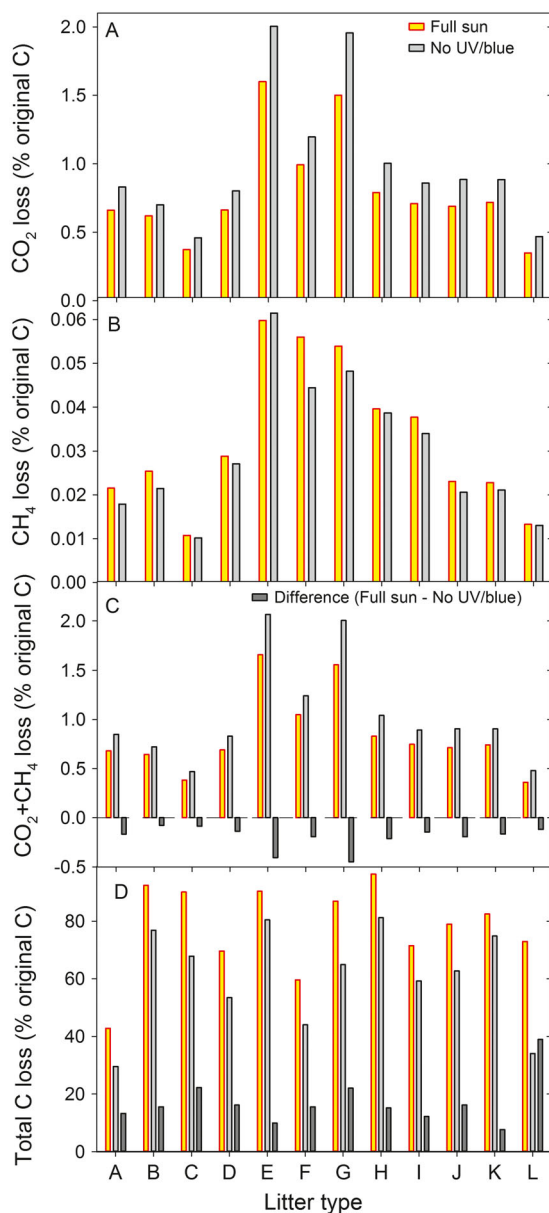 A
Full sun
No UV/blue
CO₂ loss (% original C)
2.0
1.5
1.0
0.5
0.0
B
CH₄ loss (% original C)
0.06
0.05
0.04
0.03
0.02
0.01
0.00
C
Difference (Full sun - No UV/blue)
CO₂+CH₄ loss (% original C)
2.0
1.5
1.0
0.5
0.0
-0.5
D
Total C loss (% original C)
80
60
40
20
0
A B C D E F G H I J K L
Litter type